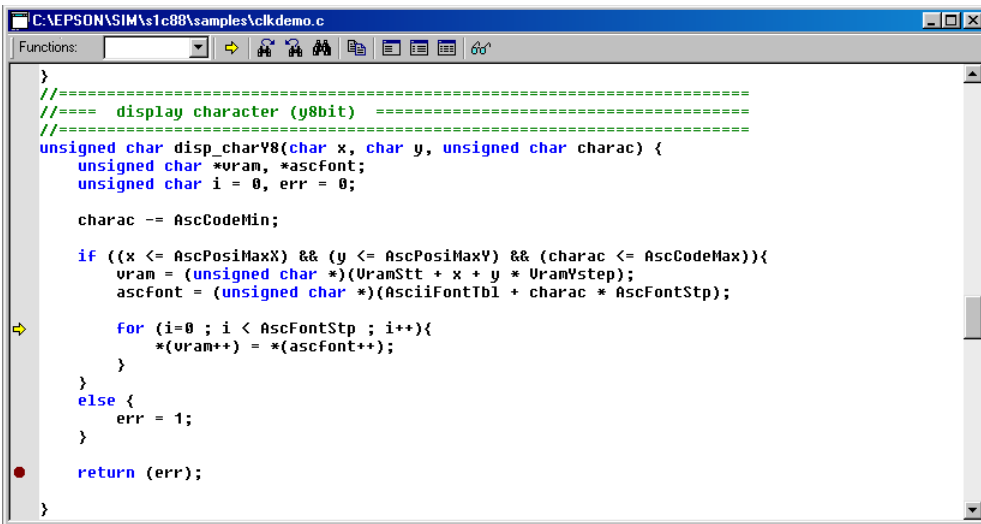 C:\EPSON\SIM\s1c88\samples\clkdemo.c
Functions:
}
//==========================================================================
//====  display character (y8bit)  ========================================
//==========================================================================
unsigned char disp_charY8(char x, char y, unsigned char charac) {
    unsigned char *vram, *ascfont;
    unsigned char i = 0, err = 0;

    charac -= AscCodeMin;

    if ((x <= AscPosiMaxX) && (y <= AscPosiMaxY) && (charac <= AscCodeMax)){
        vram = (unsigned char *)(VramStt + x + y * VramYstep);
        ascfont = (unsigned char *)(AsciiFontTbl + charac * AscFontStp);

        for (i=0 ; i < AscFontStp ; i++){
            *(vram++) = *(ascfont++);
        }
    }
    else {
        err = 1;
    }

    return (err);

}